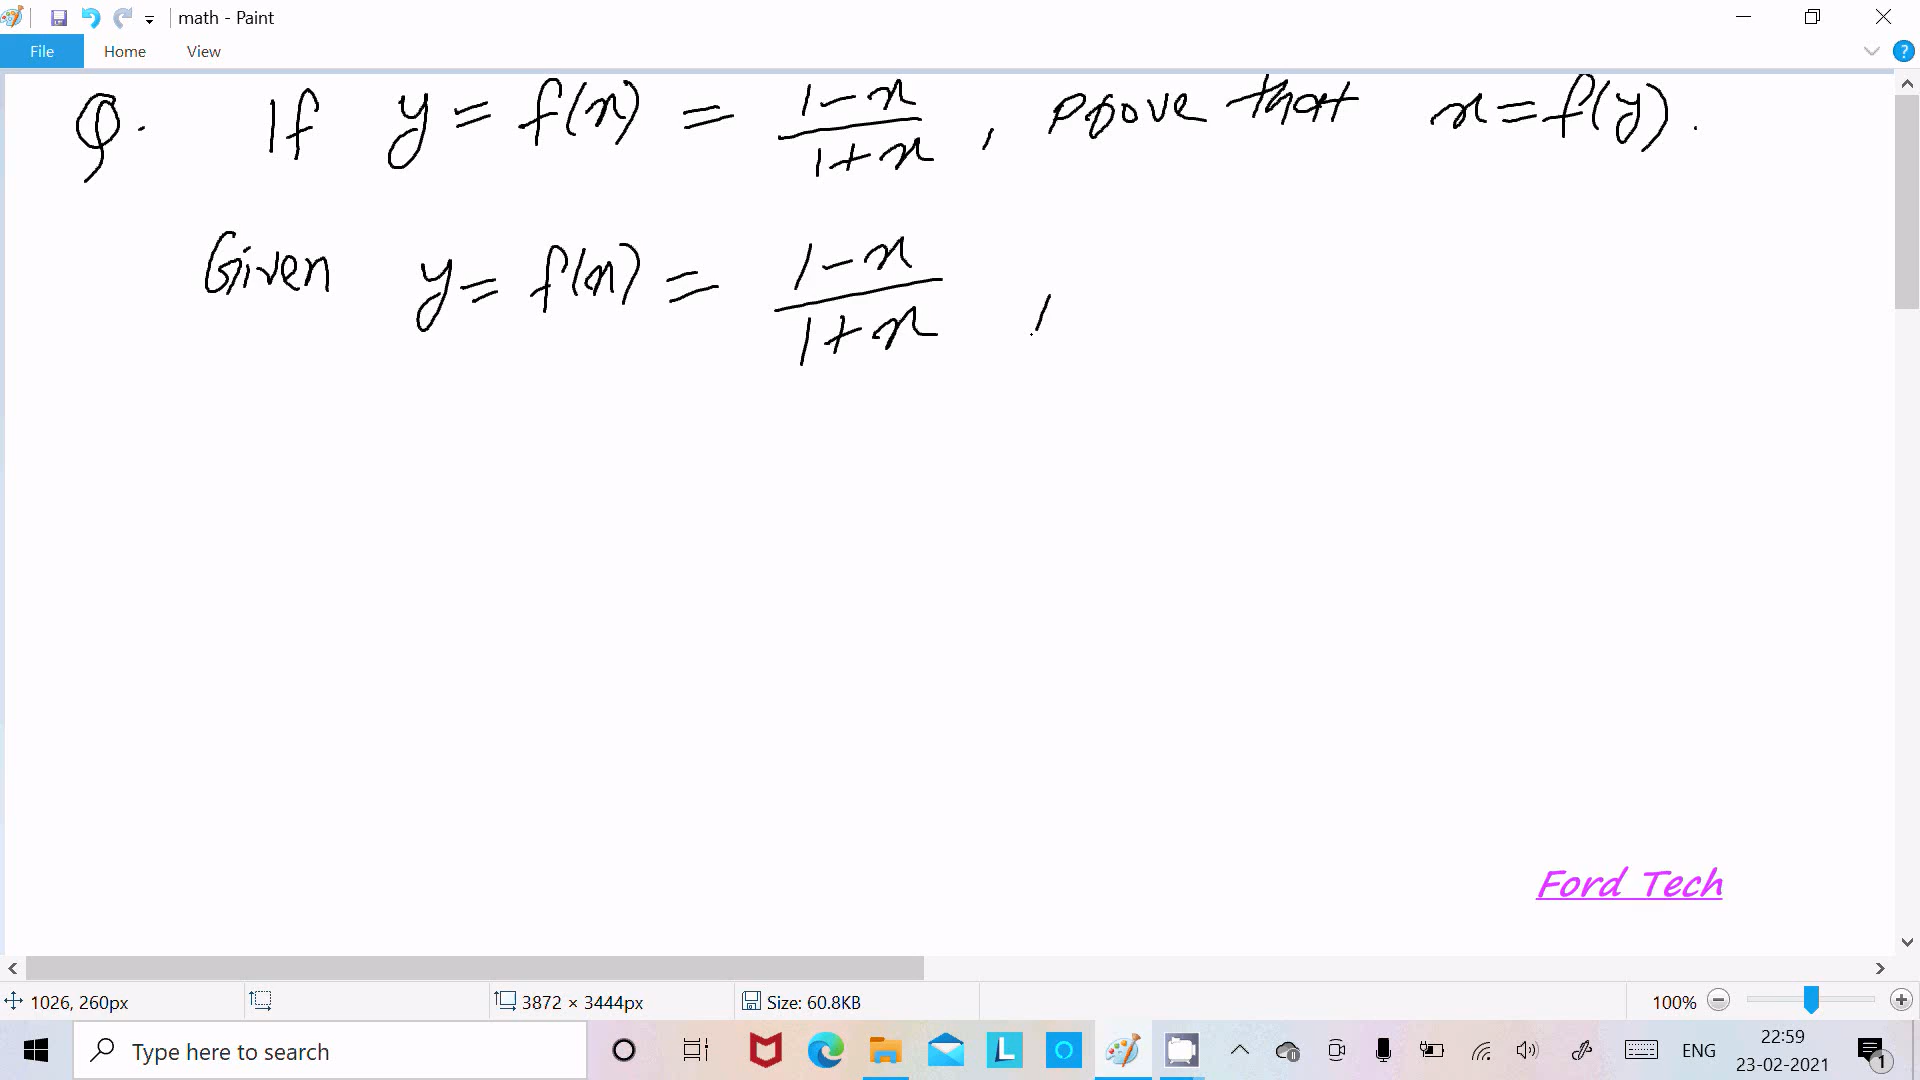 math - Paint
File Home View
Q. If y = f(x) = (1-x)/(1+x), prove that x = f(y).
Given y = f(x) = (1-x)/(1+x) ,
Ford Tech
1026, 260px 3872 × 3444px Size: 60.8KB 100%
Type here to search ENG 22:59
23-02-2021 1